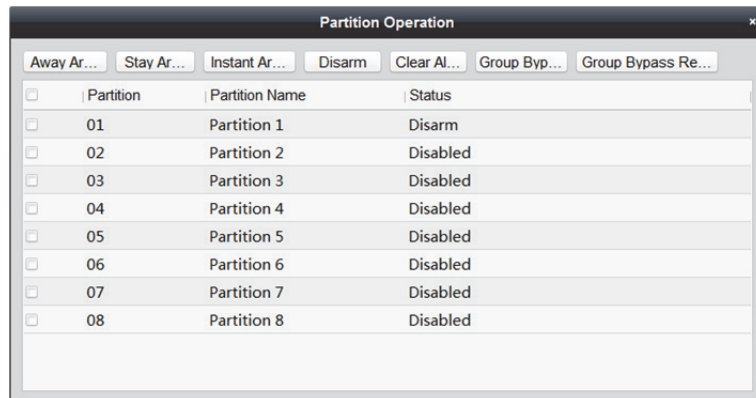 Partition Operation ×
Away Ar... Stay Ar... Instant Ar... Disarm Clear Al... Group Byp... Group Bypass Re...
Partition Partition Name Status
01 Partition 1 Disarm
02 Partition 2 Disabled
03 Partition 3 Disabled
04 Partition 4 Disabled
05 Partition 5 Disabled
06 Partition 6 Disabled
07 Partition 7 Disabled
08 Partition 8 Disabled